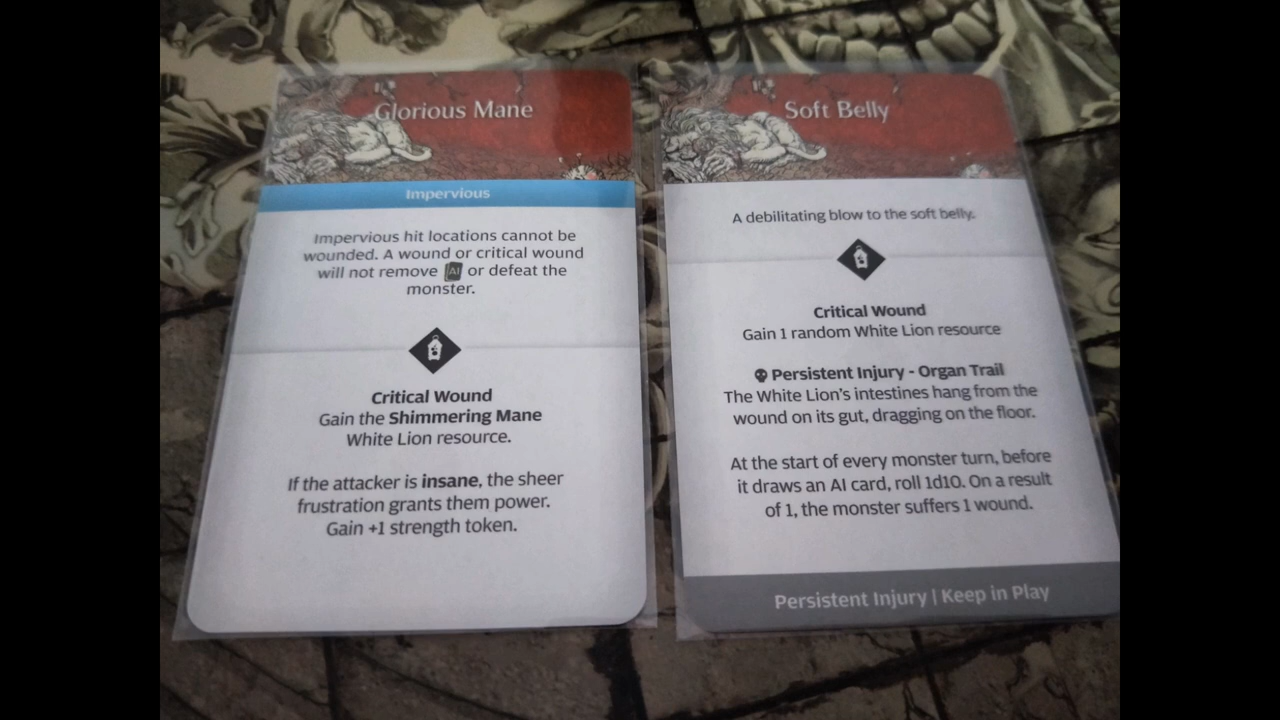 Glorious Mane
Impervious
Impervious hit locations cannot be
wounded. A wound or critical wound
will not remove AI or defeat the
monster.
Critical Wound
Gain the Shimmering Mane
White Lion resource.
If the attacker is insane, the sheer
frustration grants them power.
Gain +1 strength token.
Soft Belly
A debilitating blow to the soft belly.
Critical Wound
Gain 1 random White Lion resource
Persistent Injury - Organ Trail
The White Lion's intestines hang from the
wound on its gut, dragging on the floor.
At the start of every monster turn, before
it draws an AI card, roll 1d10. On a result
of 1, the monster suffers 1 wound.
Persistent Injury | Keep in Play